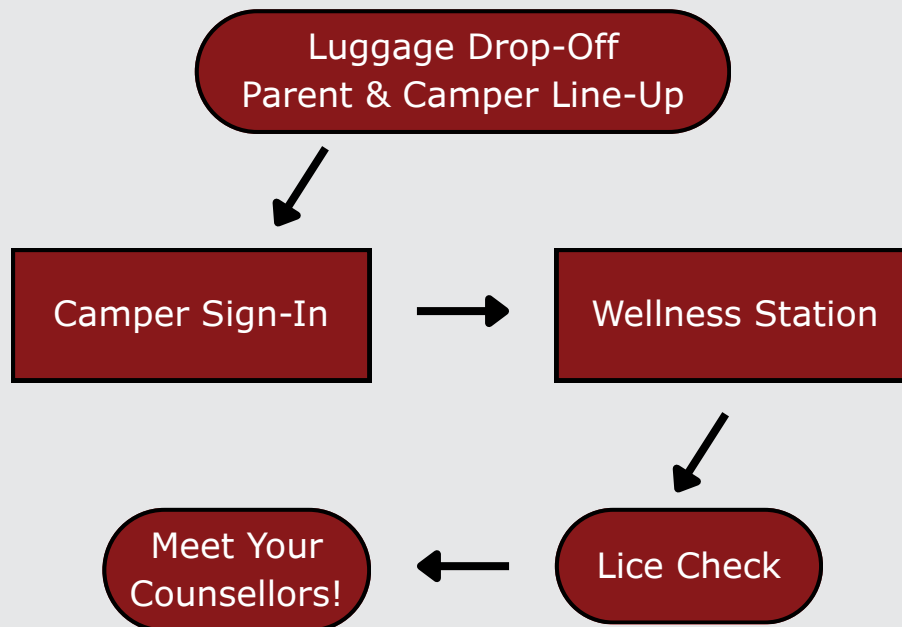 Luggage Drop-Off
Parent & Camper Line-Up
Camper Sign-In
Wellness Station
Lice Check
Meet Your
Counsellors!